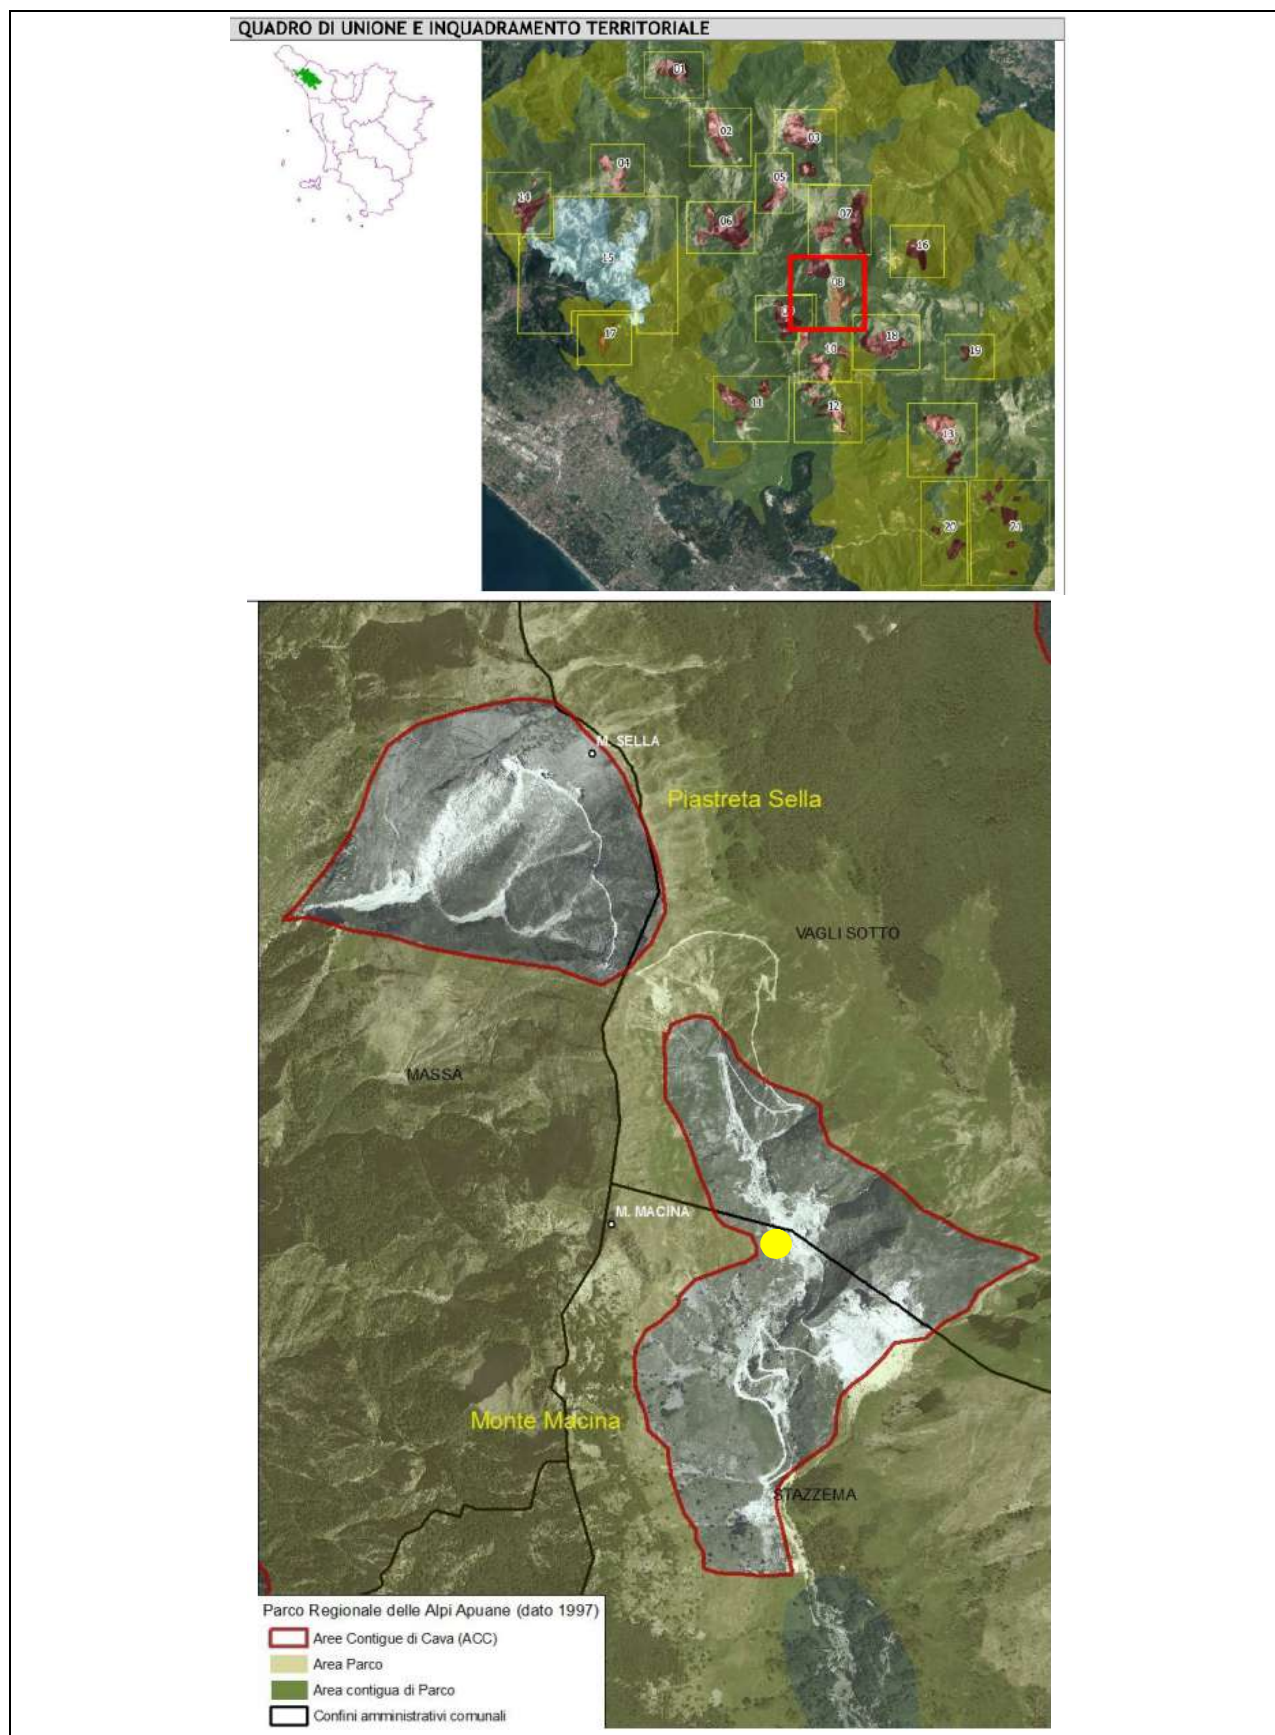 QUADRO DI UNIONE E INQUADRAMENTO TERRITORIALE
01
02
03
04
05
14
06
07
16
15
08
17
10
18
19
11
12
13
20
21
M. SELLA
Piastreta Sella
VAGLI SOTTO
MASSA
M. MACINA
Monte Macina
STAZZEMA
Parco Regionale delle Alpi Apuane (dato 1997)
Aree Contigue di Cava (ACC)
Area Parco
Area contigua di Parco
Confini amministrativi comunali